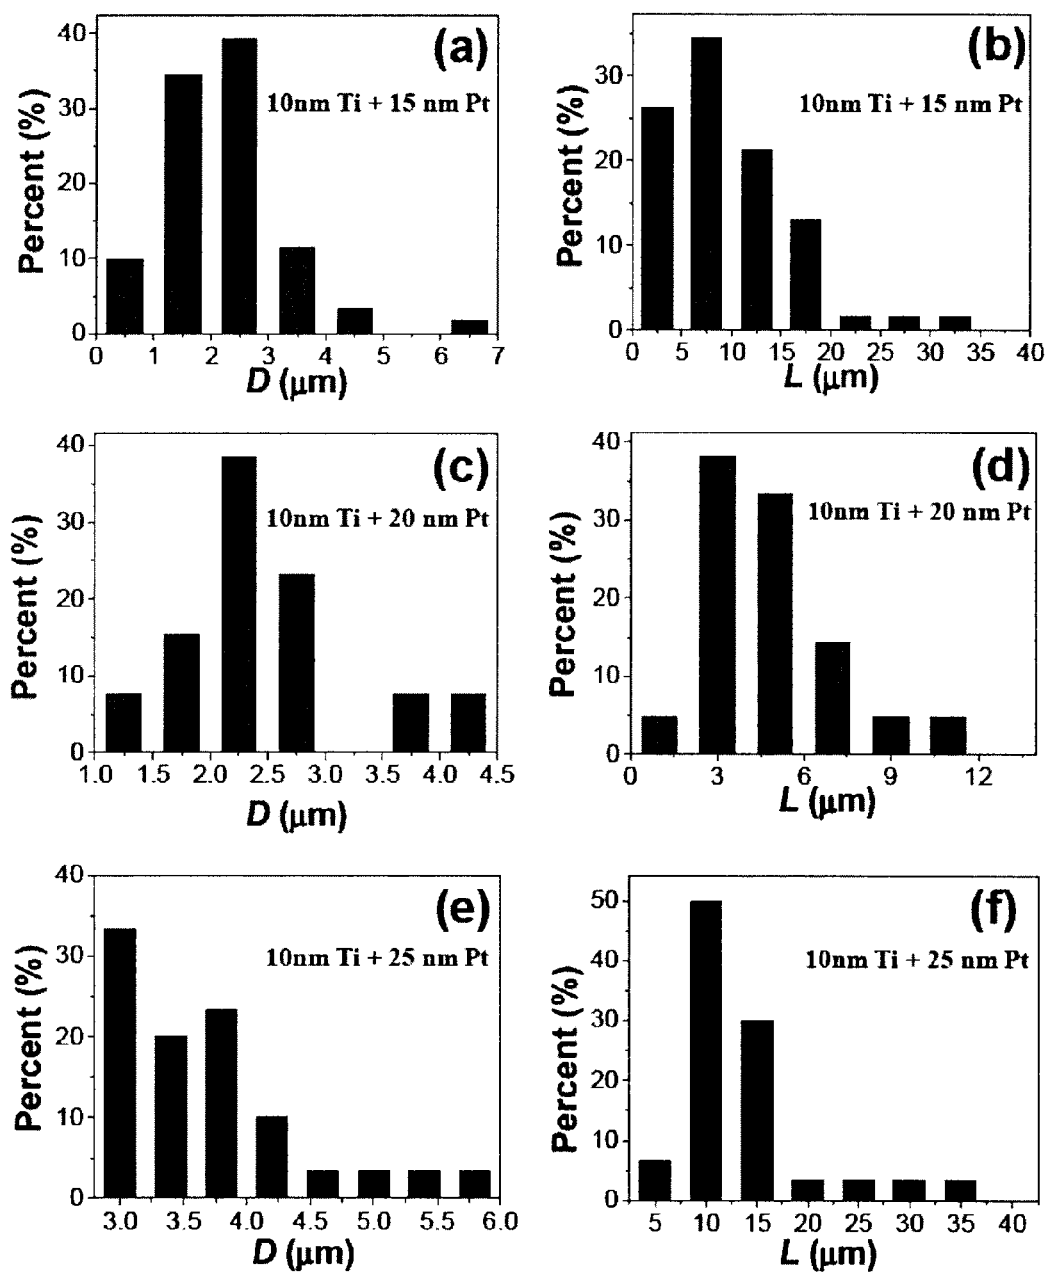 (a)
10nm Ti + 15 nm Pt
Percent (%)
40
30
20
10
0
0 1 2 3 4 5 6 7
D (μm)
(b)
10nm Ti + 15 nm Pt
Percent (%)
30
20
10
0
0 5 10 15 20 25 30 35 40
L (μm)
(c)
10nm Ti + 20 nm Pt
Percent (%)
40
30
20
10
0
1.0 1.5 2.0 2.5 3.0 3.5 4.0 4.5
D (μm)
(d)
10nm Ti + 20 nm Pt
Percent (%)
40
30
20
10
0
0 3 6 9 12
L (μm)
(e)
10nm Ti + 25 nm Pt
Percent (%)
40
30
20
10
0
3.0 3.5 4.0 4.5 5.0 5.5 6.0
D (μm)
(f)
10nm Ti + 25 nm Pt
Percent (%)
50
40
30
20
10
0
5 10 15 20 25 30 35 40
L (μm)